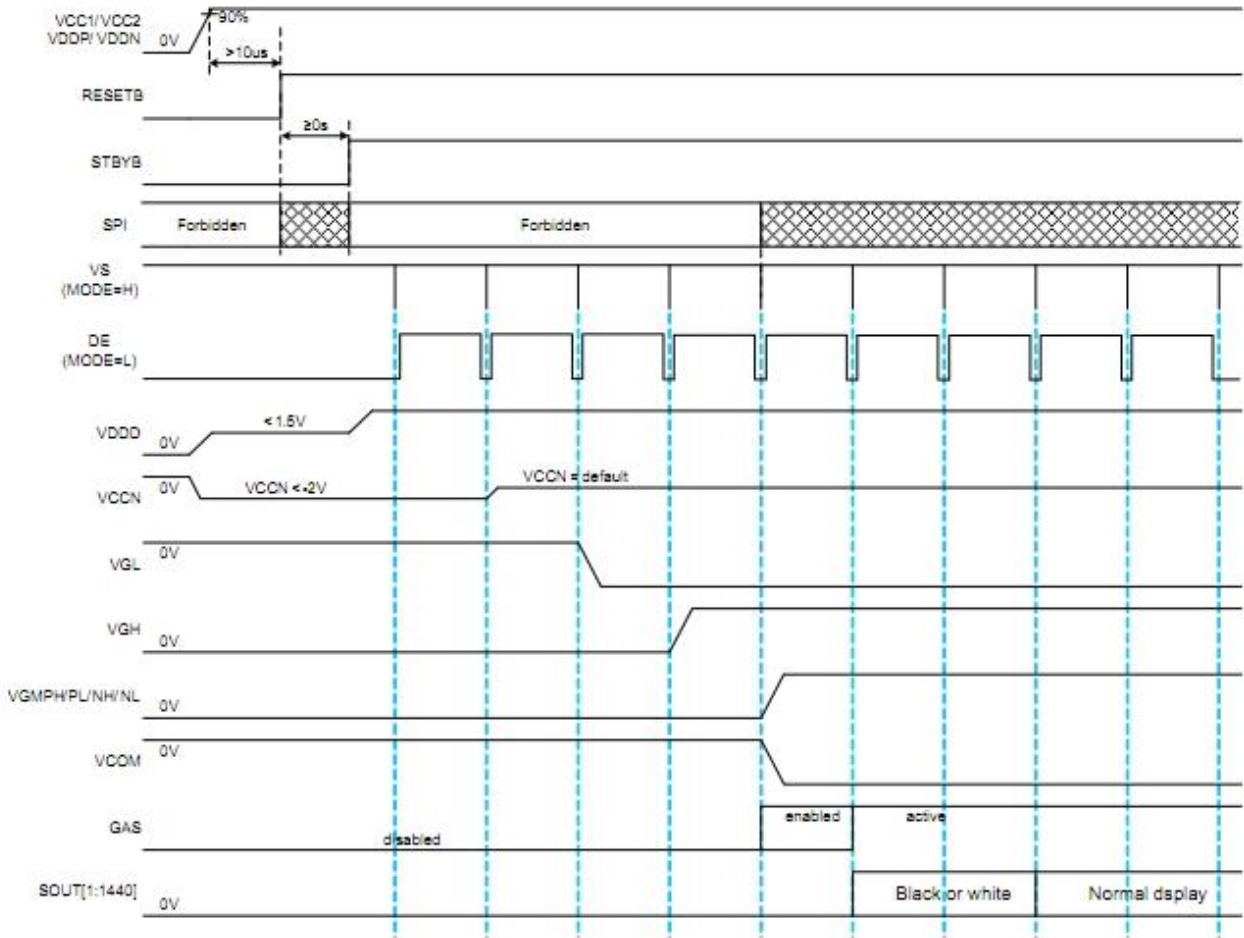 VCC1/VCC2
VDDP/VDDN
0V
90%
>10us
RESETB
≥0s
STBYB
SPI
Forbidden
Forbidden
VS
(MODE=H)
DE
(MODE=L)
VDDD
0V
<1.5V
VCCN
0V
VCCN<-2V
VCCN = default
VGL
0V
VGH
0V
VGMPH/PL/NH/NL
0V
VCOM
0V
GAS
disabled
enabled
active
SOUT[1:1440]
0V
Black or white
Normal dsplay